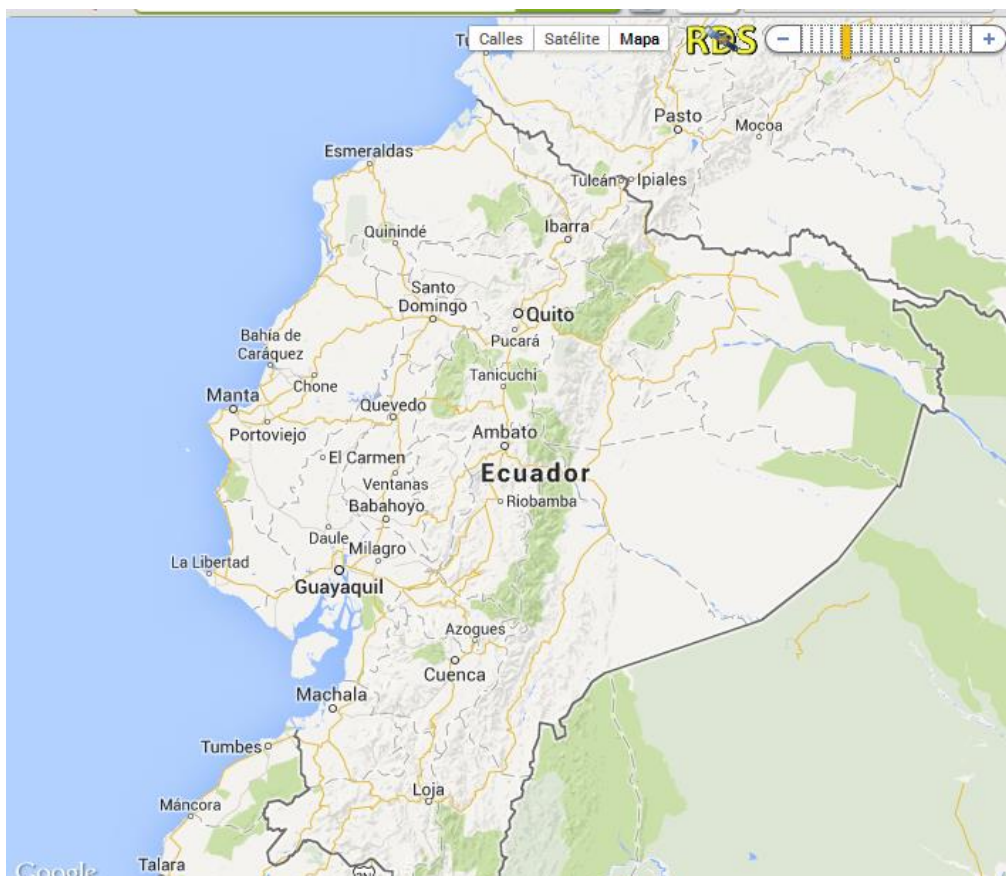 Calles Satélite Mapa RDS − +
Pasto
Mocoa
Esmeraldas
Tulcán Ipiales
Quinindé
Ibarra
Santo
Domingo
Quito
Pucará
Bahía de
Caráquez
Tanicuchi
Chone
Manta
Quevedo
Portoviejo
Ambato
El Carmen
Ecuador
Ventanas
Babahoyo
Riobamba
Daule
Milagro
La Libertad
Guayaquil
Azogues
Cuenca
Machala
Tumbes
Loja
Máncora
Talara
Google